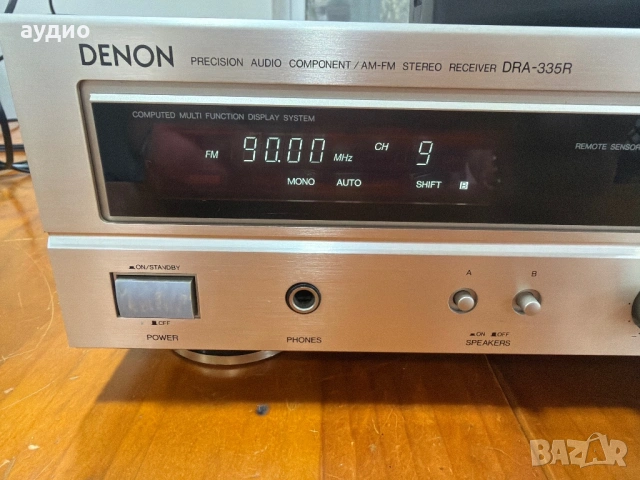 аудио
DENON PRECISION AUDIO COMPONENT / AM-FM STEREO RECEIVER DRA-335R
COMPUTED MULTI FUNCTION DISPLAY SYSTEM
FM 90.00 MHz CH 9
MONO AUTO SHIFT B
REMOTE SENSOR
ON/STANDBY
OFF
POWER
PHONES
A B
ON OFF
SPEAKERS
BAZAR